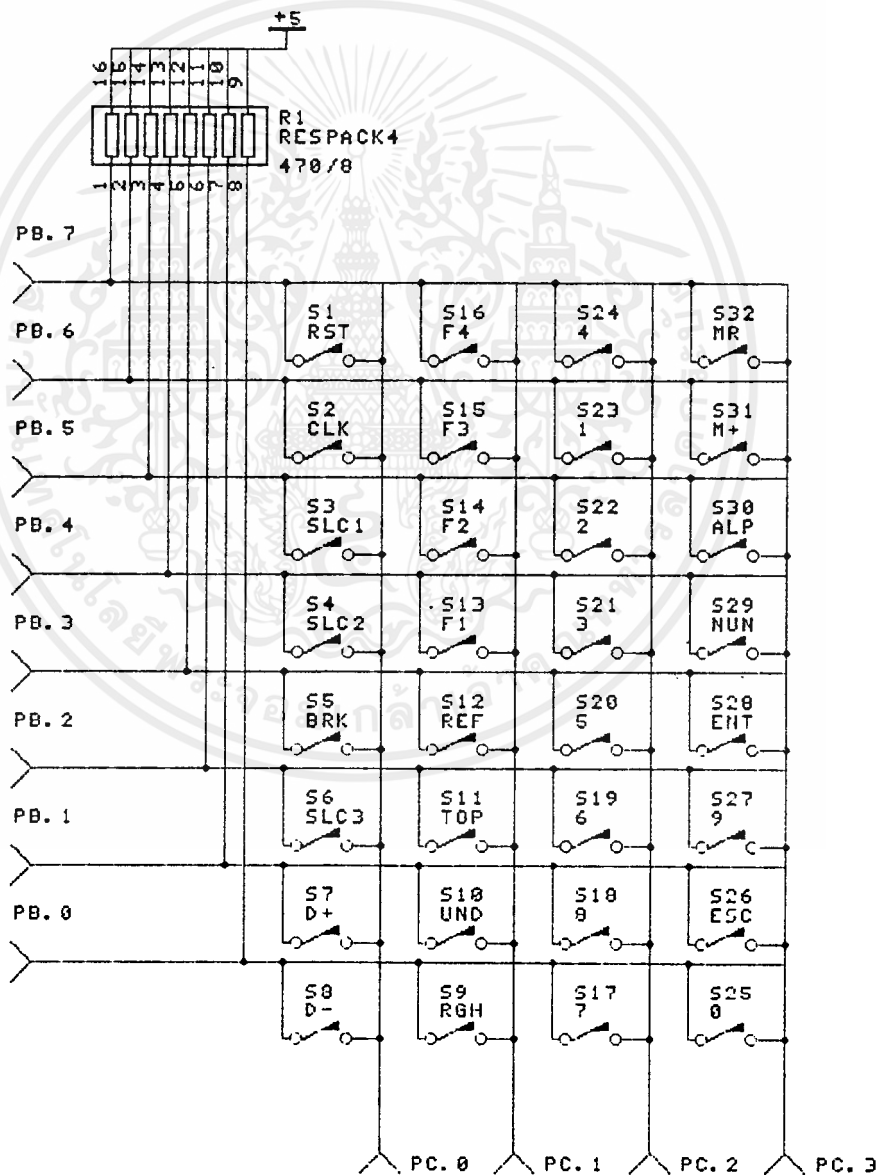 +5
16
15
14
13
12
11
10
9
R1
RESPACK4
470/8
1
2
3
4
5
6
7
8
PB.7
S1
RST
S16
F4
S24
4
S32
MR
PB.6
S2
CLK
S15
F3
S23
1
S31
M+
PB.5
S3
SLC1
S14
F2
S22
2
S30
ALP
PB.4
S4
SLC2
S13
F1
S21
3
S29
NUN
PB.3
S5
BRK
S12
REF
S20
5
S28
ENT
PB.2
S6
SLC3
S11
TOP
S19
6
S27
9
PB.1
S7
D+
S10
UND
S18
8
S26
ESC
PB.0
S8
D-
S9
RGH
S17
7
S25
0
PC.0
PC.1
PC.2
PC.3